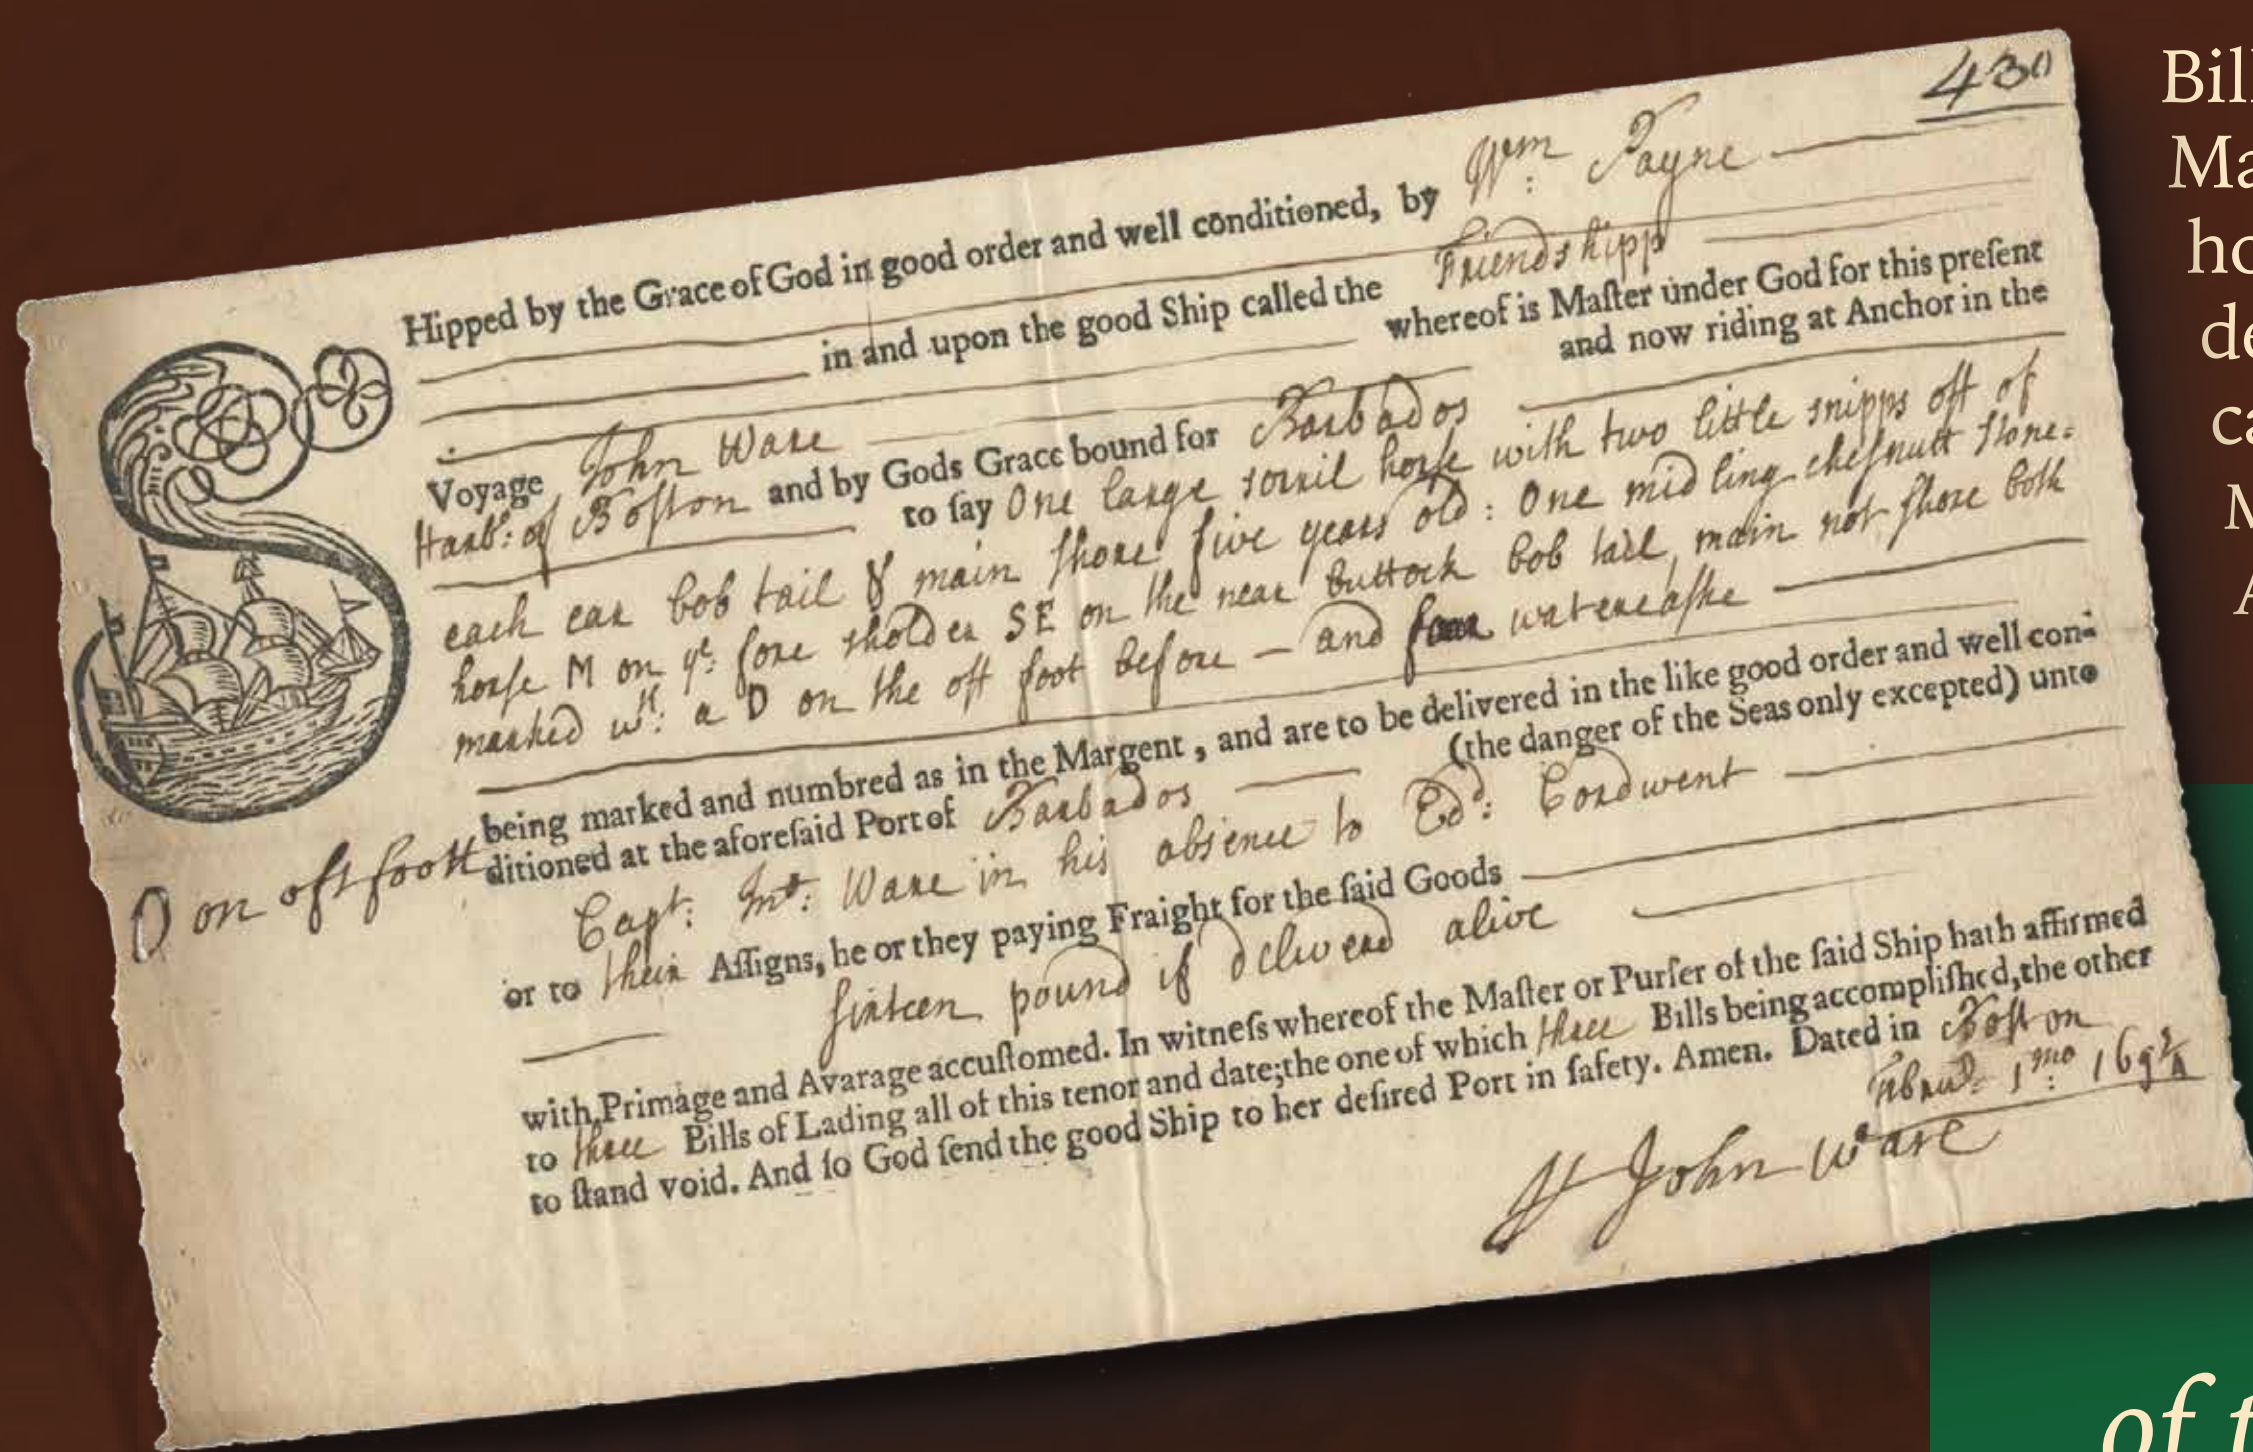 430
SHipped by the Grace of God in good order and well conditioned, by Wm: Payne
in and upon the good Ship called the Friendshipp
whereof is Maſter under God for this preſent
Voyage John Ware and now riding at Anchor in the
Harbr: of Boſton and by Gods Grace bound for Barbados
to ſay One large sorril horſe with two little snipps off of
each ear bob tail & main ſhore five years old: One midling cheſnutt ſtone=
horſe M on ye: fore sholder SE on the near buttock bob tail, main not ſhore both
marked wth: a D on the off foot before – and watercaſke
being marked and numbred as in the Margent, and are to be delivered in the like good order and well con-
ditioned at the aforeſaid Port of Barbados (the danger of the Seas only excepted) unto
D on oft foott
Capt: Ware in his absence to Edd: Cordwent
or to their Aſſigns, he or they paying Fraight for the ſaid Goods
ſixteen pound if deliverd alive
with Primage and Avarage accuſtomed. In witneſs whereof the Maſter or Purſer of the ſaid Ship hath affirmed
to three Bills of Lading all of this tenor and date; the one of which three Bills being accompliſhed, the other
to ſtand void. And ſo God ſend the good Ship to her deſired Port in ſafety. Amen. Dated in Boſton
1mo:
John Ware
Bil
Ma
ho
de
ca
M
A
of t